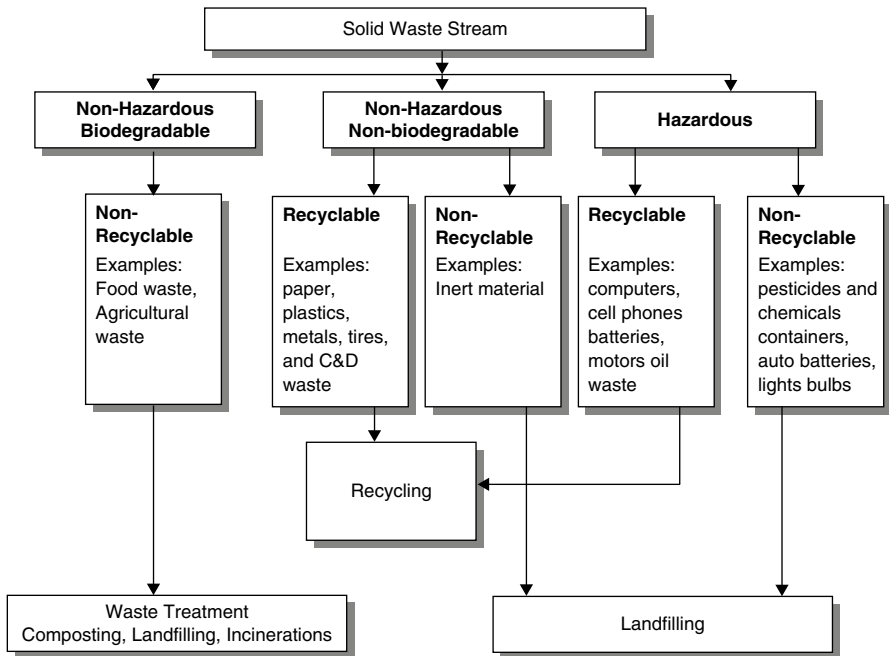 Solid Waste Stream
Non-Hazardous
Biodegradable
Non-Hazardous
Non-biodegradable
Hazardous
Non-
Recyclable
Examples:
Food waste,
Agricultural
waste
Recyclable
Examples:
paper,
plastics,
metals, tires,
and C&D
waste
Non-
Recyclable
Examples:
Inert material
Recyclable
Examples:
computers,
cell phones
batteries,
motors oil
waste
Non-
Recyclable
Examples:
pesticides and
chemicals
containers,
auto batteries,
lights bulbs
Recycling
Waste Treatment
Composting, Landfilling, Incinerations
Landfilling